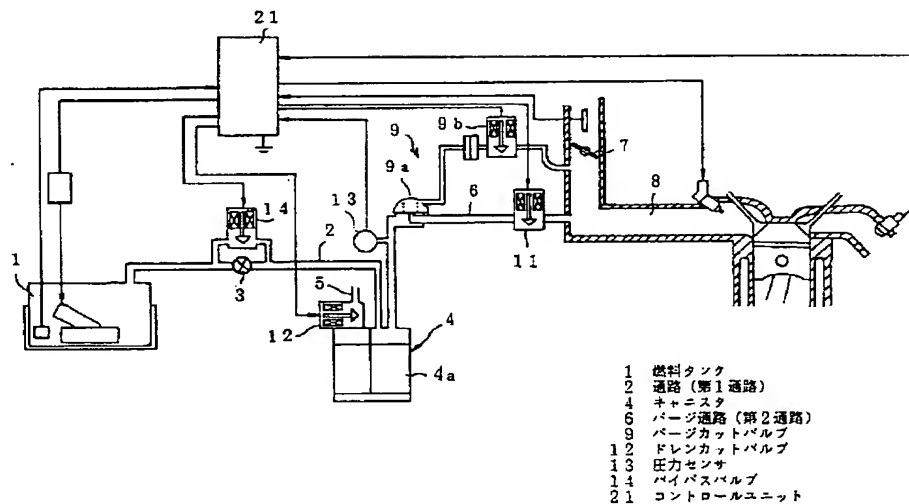 21
9b
9
7
9a
6
8
13
14
11
2
1
3
5
4
12
4a
1 燃料タンク
2 通路(第1通路)
4 キャニスタ
6 パージ通路(第2通路)
9 パージカットバルブ
12 ドレンカットバルブ
13 圧力センサ
14 バイパスバルブ
21 コントロールユニット